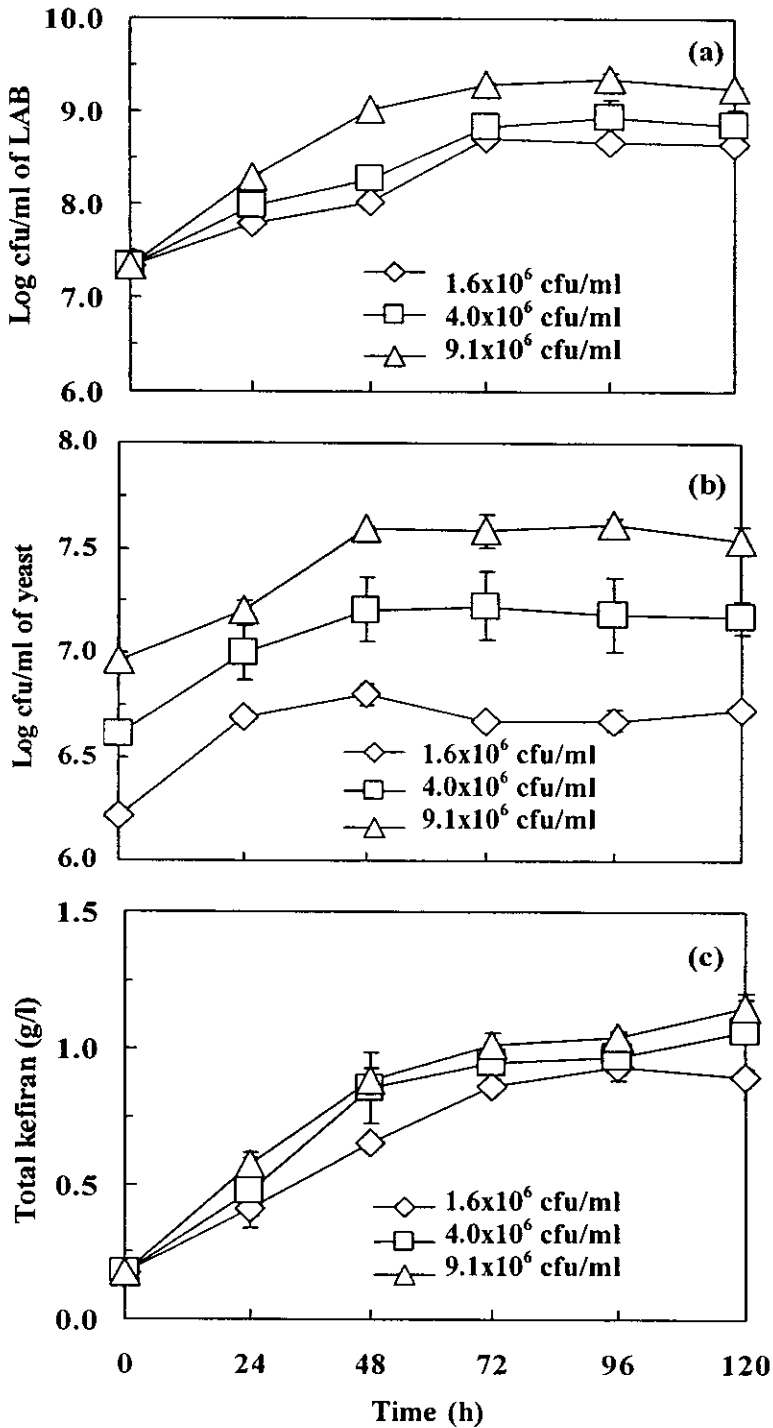 10.0
(a)
9.0
8.0
7.0
6.0
Log cfu/ml of LAB
1.6x10⁶ cfu/ml
4.0x10⁶ cfu/ml
9.1x10⁶ cfu/ml
8.0
(b)
7.5
7.0
6.5
6.0
Log cfu/ml of yeast
1.6x10⁶ cfu/ml
4.0x10⁶ cfu/ml
9.1x10⁶ cfu/ml
1.5
(c)
1.0
0.5
0.0
Total kefiran (g/l)
1.6x10⁶ cfu/ml
4.0x10⁶ cfu/ml
9.1x10⁶ cfu/ml
0 24 48 72 96 120
Time (h)